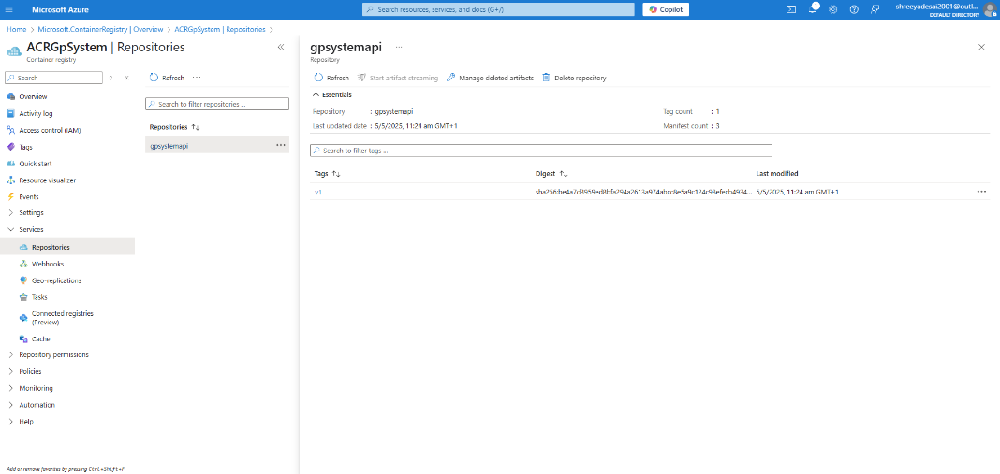 Microsoft Azure
Search resources, services, and docs (G+/)
Copilot
1
shreeyadesai2001@outl...
DEFAULT DIRECTORY
Home > Microsoft.ContainerRegistry | Overview > ACRGpSystem | Repositories >
ACRGpSystem | Repositories
Container registry
Search
Overview
Activity log
Access control (IAM)
Tags
Quick start
Resource visualizer
Events
Settings
Services
Repositories
Webhooks
Geo-replications
Tasks
Connected registries
(Preview)
Cache
Repository permissions
Policies
Monitoring
Automation
Help
Add or remove favorites by pressing Ctrl+Shift+F
Refresh ...
Search to filter repositories ...
Repositories
gpsystemapi ...
gpsystemapi ...
Repository
Refresh Start artifact streaming Manage deleted artifacts Delete repository
Essentials
Repository : gpsystemapi Tag count : 1
Last updated date : 5/5/2025, 11:24 am GMT+1 Manifest count : 3
Search to filter tags ...
Tags Digest Last modified
v1 sha256:be4a7d3959ed8bfa294a2613a974abcc8e5a9c124c98efecb4934... 5/5/2025, 11:24 am GMT+1 ...